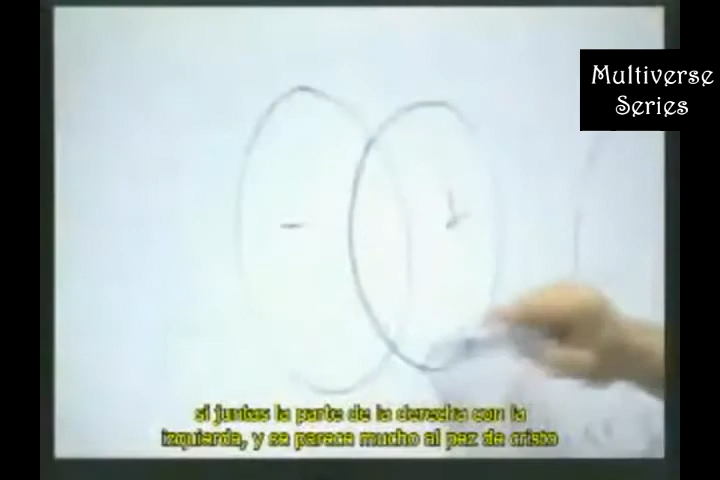 Multiverse
Series
si juntas la parte de la derecha con la
izquierda, y se parece mucho al pez de cristo